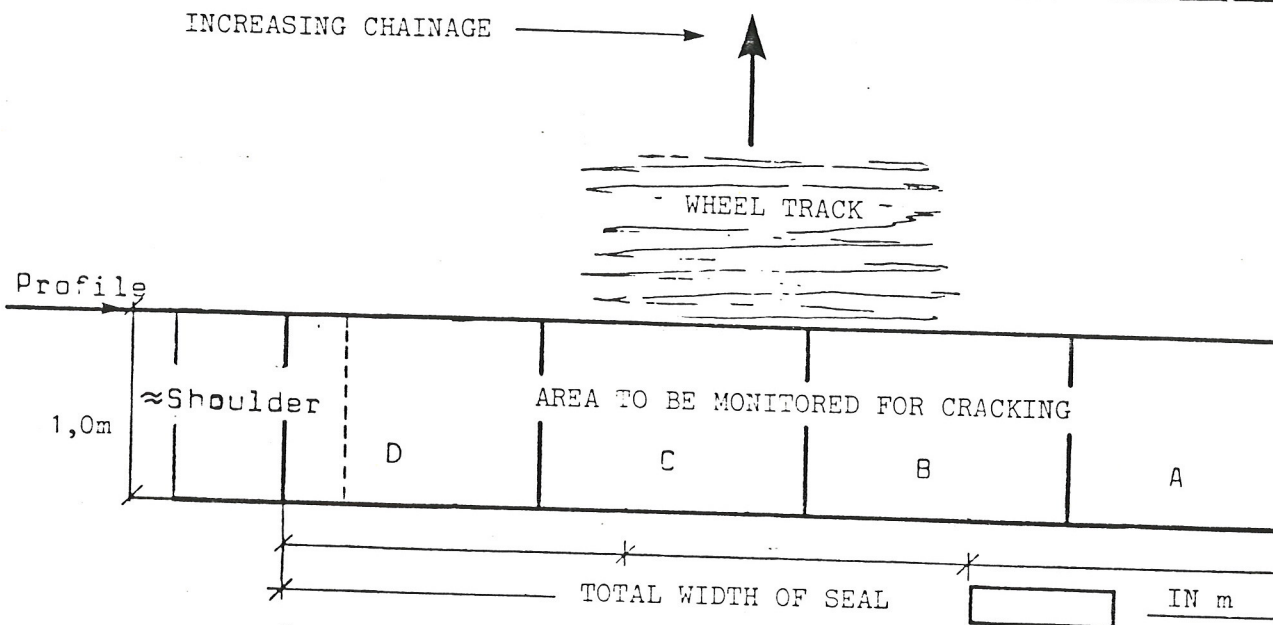 INCREASING CHAINAGE
- WHEEL TRACK -
Profile
≈Shoulder
AREA TO BE MONITORED FOR CRACKING
1,0m
D
C
B
A
TOTAL WIDTH OF SEAL
IN m